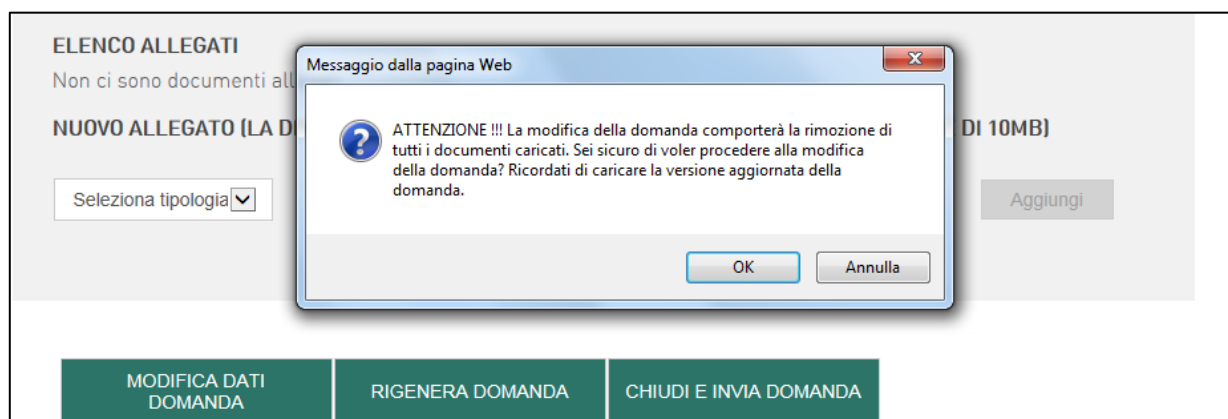 ELENCO ALLEGATI
Non ci sono documenti all
NUOVO ALLEGATO (LA DI
DI 10MB)
Messaggio dalla pagina Web
ATTENZIONE !!! La modifica della domanda comporterà la rimozione di
tutti i documenti caricati. Sei sicuro di voler procedere alla modifica
della domanda? Ricordati di caricare la versione aggiornata della
domanda.
Seleziona tipologia
Aggiungi
OK
Annulla
MODIFICA DATI
DOMANDA
RIGENERA DOMANDA
CHIUDI E INVIA DOMANDA